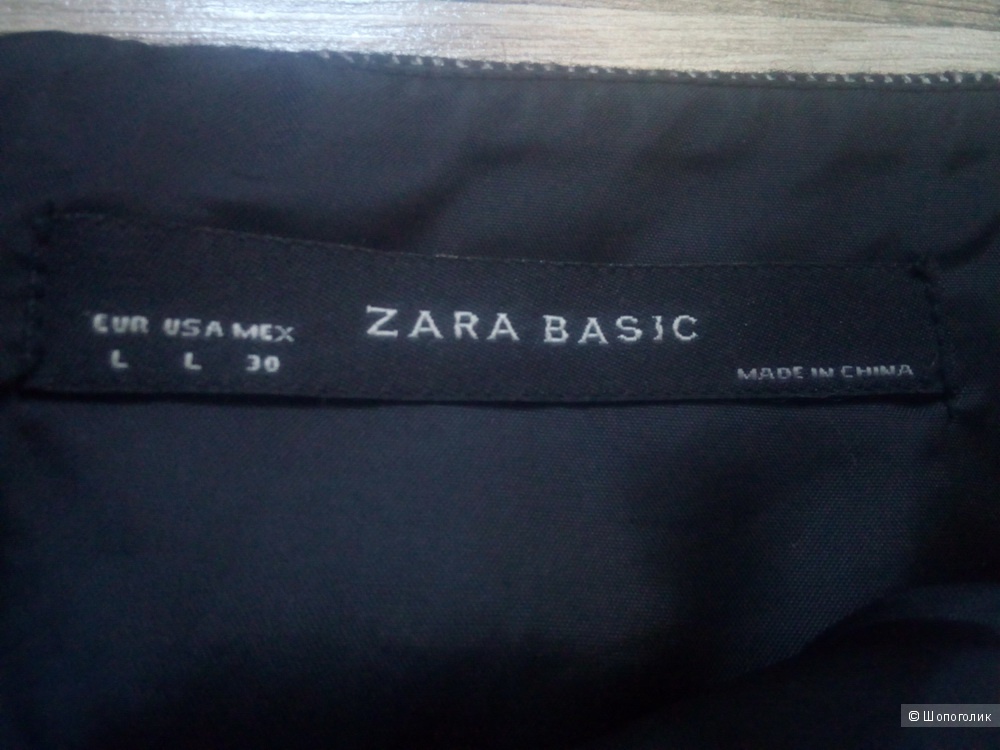 EUR USA MEX
L L 30
ZARA BASIC
MADE IN CHINA
© Шопоголик